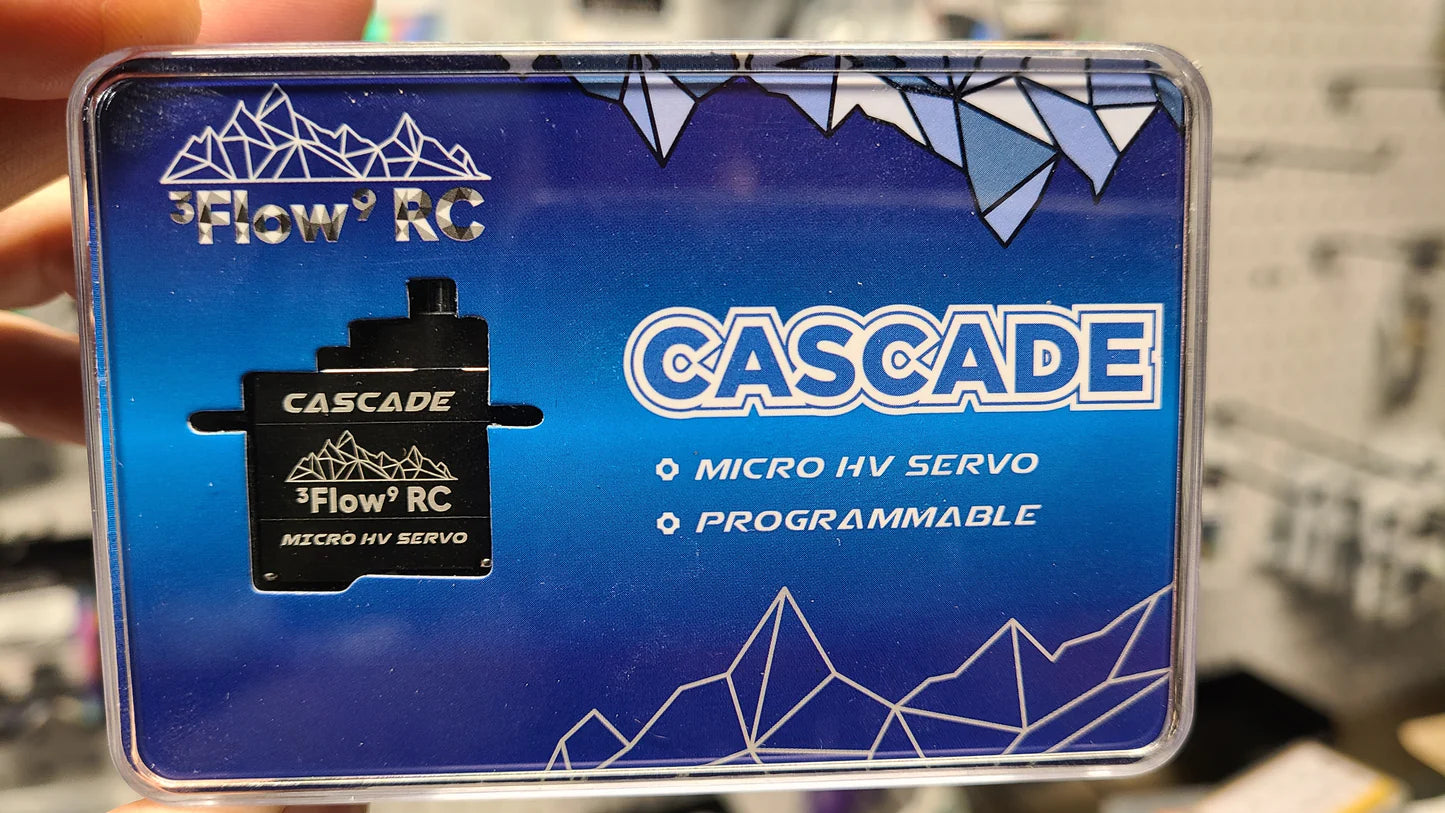 ³Flow⁹ RC
CASCADE
³Flow⁹ RC
MICRO HV SERVO
CASCADE
MICRO HV SERVO
PROGRAMMABLE